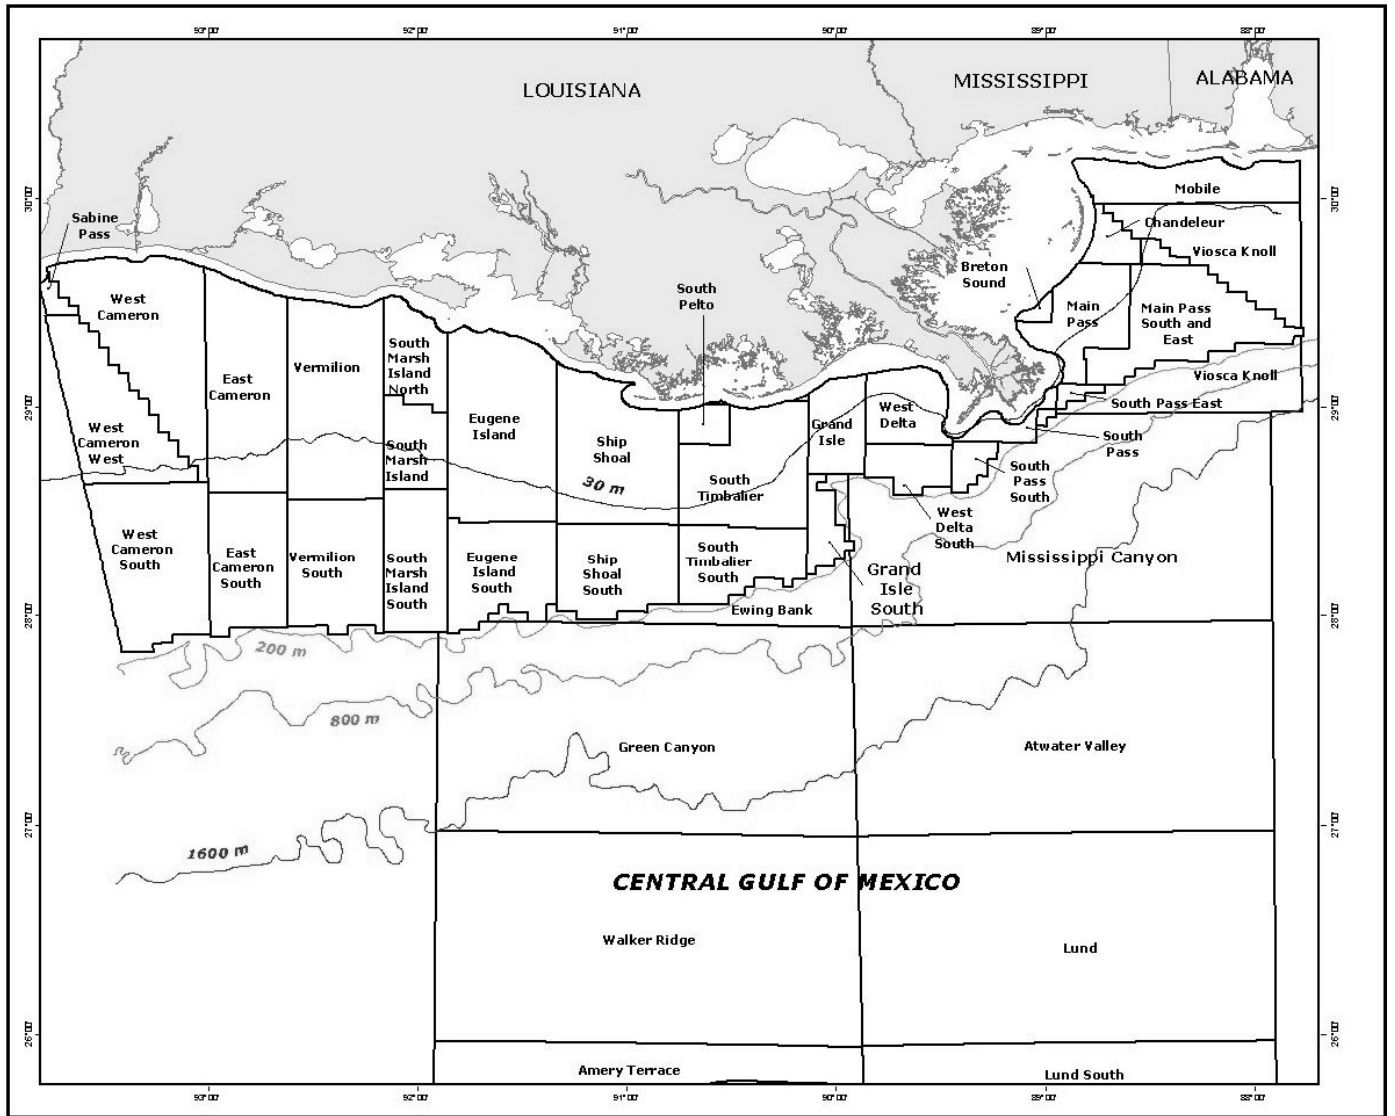 93°00'
92°00'
91°00'
90°00'
89°00'
88°00'
LOUISIANA
MISSISSIPPI
ALABAMA
30°00'
30°00'
Mobile
Sabine
Pass
Chandeleur
Viosca Knoll
Breton
Sound
South
Pelto
West
Cameron
Main
Pass
Main Pass
South and
East
South
Marsh
Island
North
Vermilion
East
Cameron
Viosca Knoll
29°00'
29°00'
South Pass East
Eugene
Island
West
Delta
Grand
Isle
West
Cameron
West
South
Marsh
Island
Ship
Shoal
South
Pass
South
Pass
South
30 m
South
Timbalier
West
Delta
South
West
Cameron
South
East
Cameron
South
Vermilion
South
South
Marsh
Island
South
Eugene
Island
South
Ship
Shoal
South
South
Timbalier
South
Mississippi Canyon
Grand
Isle
South
Ewing Bank
28°00'
28°00'
200 m
800 m
Green Canyon
Atwater Valley
27°00'
27°00'
1600 m
CENTRAL GULF OF MEXICO
Walker Ridge
Lund
26°00'
26°00'
Amery Terrace
Lund South
93°00'
92°00'
91°00'
90°00'
89°00'
88°00'